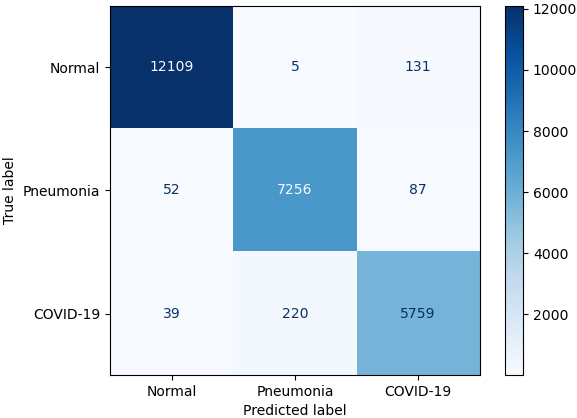 12000
Normal 12109 5 131
10000
8000
Pneumonia 52 7256 87
True label
6000
4000
COVID-19 39 220 5759
2000
Normal Pneumonia COVID-19
Predicted label